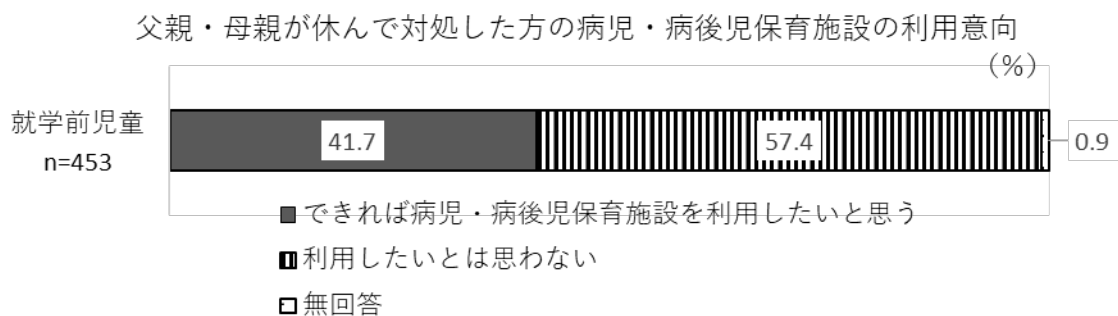 父親・母親が休んで対処した方の病児・病後児保育施設の利用意向
（%）
就学前児童
n=453
41.7
57.4
0.9
できれば病児・病後児保育施設を利用したいと思う
利用したいとは思わない
無回答